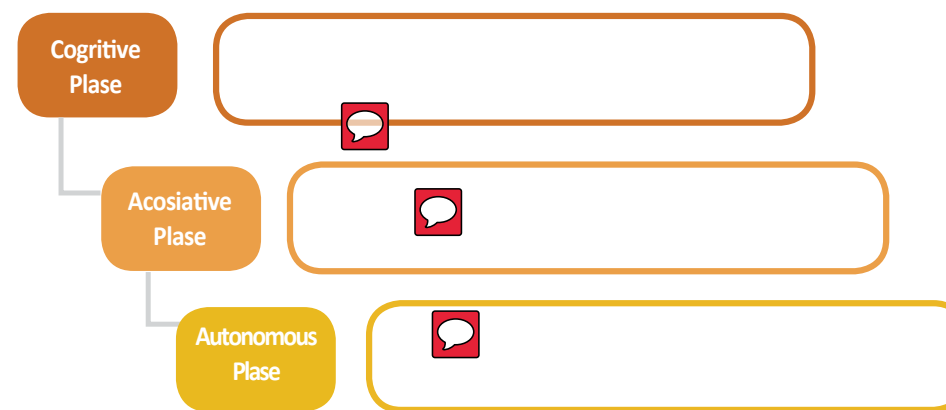 Cogritive
Plase
Acosiative
Plase
Autonomous
Plase